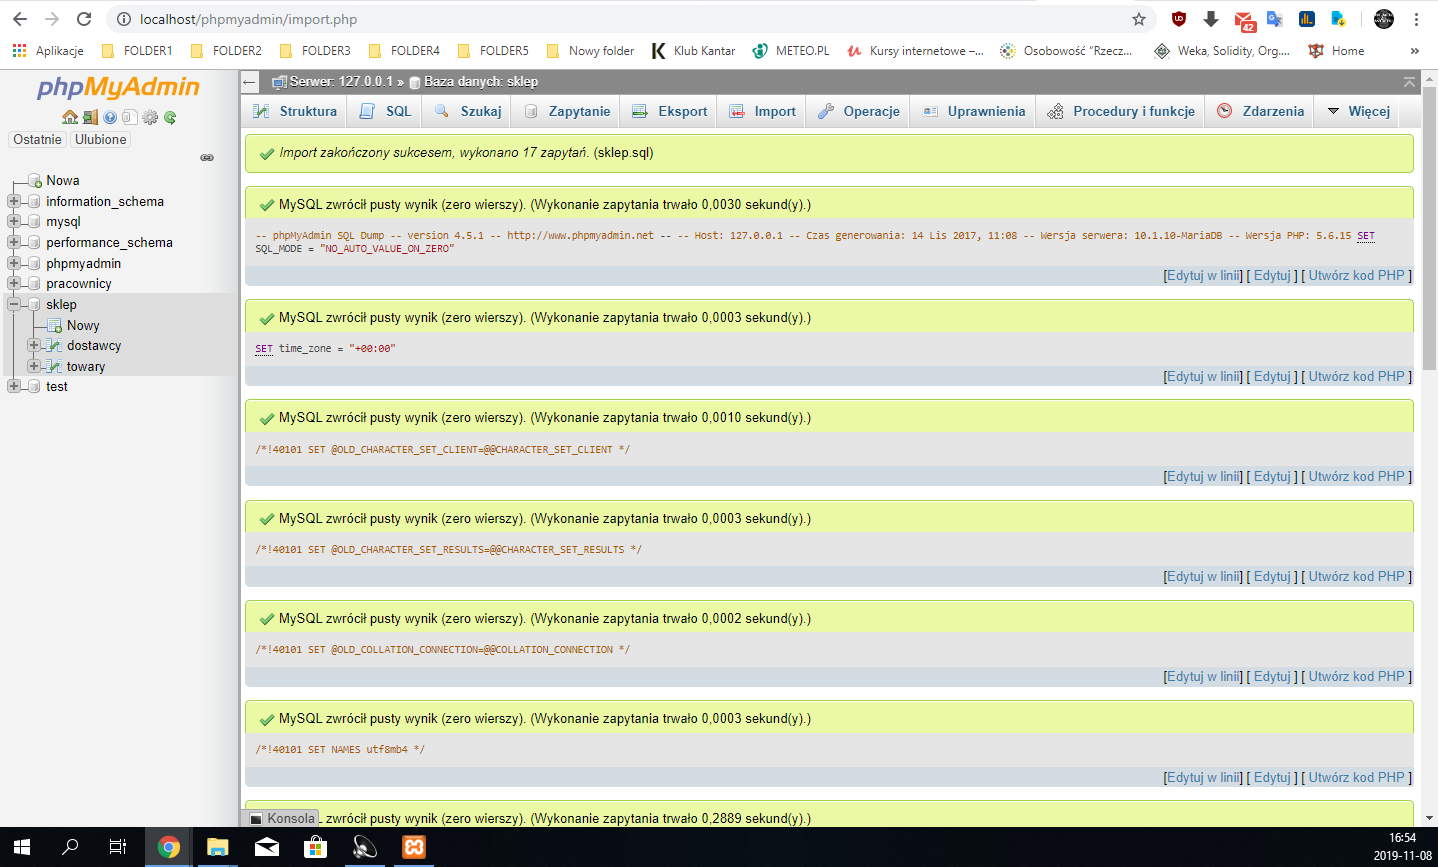 localhost/phpmyadmin/import.php
42
Aplikacje FOLDER1 FOLDER2 FOLDER3 FOLDER4 FOLDER5 Nowy folder Klub Kantar METEO.PL Kursy internetowe –... Osobowość "Rzecz... Weka, Solidity, Org.... Home »
phpMyAdmin
Ostatnie Ulubione
Nowa
information_schema
mysql
performance_schema
phpmyadmin
pracownicy
sklep
Nowy
dostawcy
towary
test
Serwer: 127.0.0.1 » Baza danych: sklep
Struktura SQL Szukaj Zapytanie Eksport Import Operacje Uprawnienia Procedury i funkcje Zdarzenia Więcej
Import zakończony sukcesem, wykonano 17 zapytań. (sklep.sql)
MySQL zwrócił pusty wynik (zero wierszy). (Wykonanie zapytania trwało 0,0030 sekund(y).)
-- phpMyAdmin SQL Dump -- version 4.5.1 -- http://www.phpmyadmin.net -- -- Host: 127.0.0.1 -- Czas generowania: 14 Lis 2017, 11:08 -- Wersja serwera: 10.1.10-MariaDB -- Wersja PHP: 5.6.15 SET
SQL_MODE = "NO_AUTO_VALUE_ON_ZERO"
[Edytuj w linii] [ Edytuj ] [ Utwórz kod PHP ]
MySQL zwrócił pusty wynik (zero wierszy). (Wykonanie zapytania trwało 0,0003 sekund(y).)
SET time_zone = "+00:00"
[Edytuj w linii] [ Edytuj ] [ Utwórz kod PHP ]
MySQL zwrócił pusty wynik (zero wierszy). (Wykonanie zapytania trwało 0,0010 sekund(y).)
/*!40101 SET @OLD_CHARACTER_SET_CLIENT=@@CHARACTER_SET_CLIENT */
[Edytuj w linii] [ Edytuj ] [ Utwórz kod PHP ]
MySQL zwrócił pusty wynik (zero wierszy). (Wykonanie zapytania trwało 0,0003 sekund(y).)
/*!40101 SET @OLD_CHARACTER_SET_RESULTS=@@CHARACTER_SET_RESULTS */
[Edytuj w linii] [ Edytuj ] [ Utwórz kod PHP ]
MySQL zwrócił pusty wynik (zero wierszy). (Wykonanie zapytania trwało 0,0002 sekund(y).)
/*!40101 SET @OLD_COLLATION_CONNECTION=@@COLLATION_CONNECTION */
[Edytuj w linii] [ Edytuj ] [ Utwórz kod PHP ]
MySQL zwrócił pusty wynik (zero wierszy). (Wykonanie zapytania trwało 0,0003 sekund(y).)
/*!40101 SET NAMES utf8mb4 */
[Edytuj w linii] [ Edytuj ] [ Utwórz kod PHP ]
Konsola L zwrócił pusty wynik (zero wierszy). (Wykonanie zapytania trwało 0,2889 sekund(y).)
16:54
2019-11-08